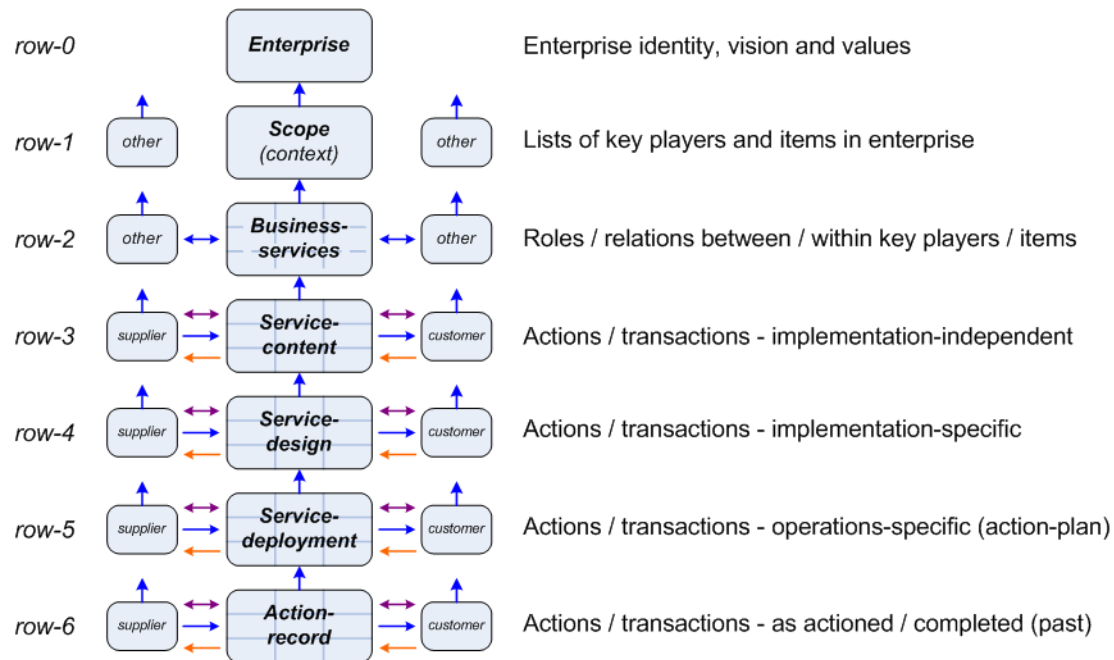 row-0
Enterprise
Enterprise identity, vision and values
row-1
other
Scope
(context)
other
Lists of key players and items in enterprise
row-2
other
Business-
services
other
Roles / relations between / within key players / items
row-3
supplier
Service-
content
customer
Actions / transactions - implementation-independent
row-4
supplier
Service-
design
customer
Actions / transactions - implementation-specific
row-5
supplier
Service-
deployment
customer
Actions / transactions - operations-specific (action-plan)
row-6
supplier
Action-
record
customer
Actions / transactions - as actioned / completed (past)